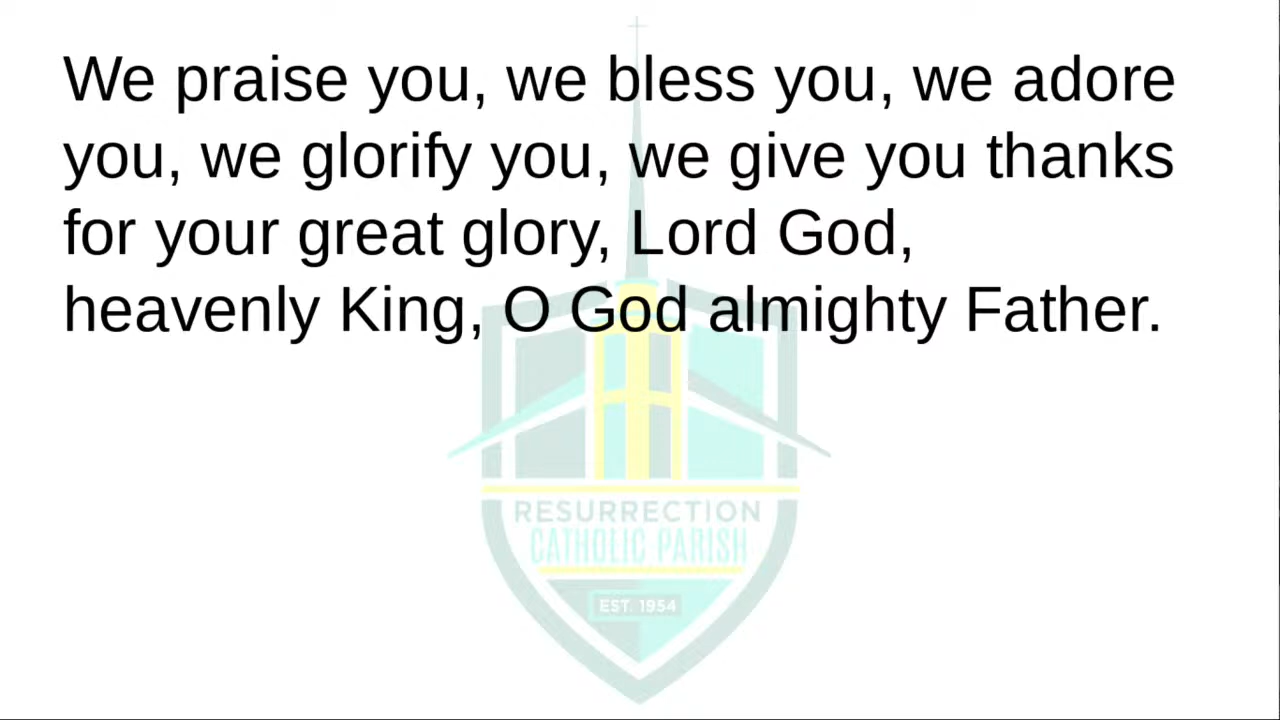 We praise you, we bless you, we adore
you, we glorify you, we give you thanks
for your great glory, Lord God,
heavenly King, O God almighty Father.
RESURRECTION
CATHOLIC PARISH
EST. 1954